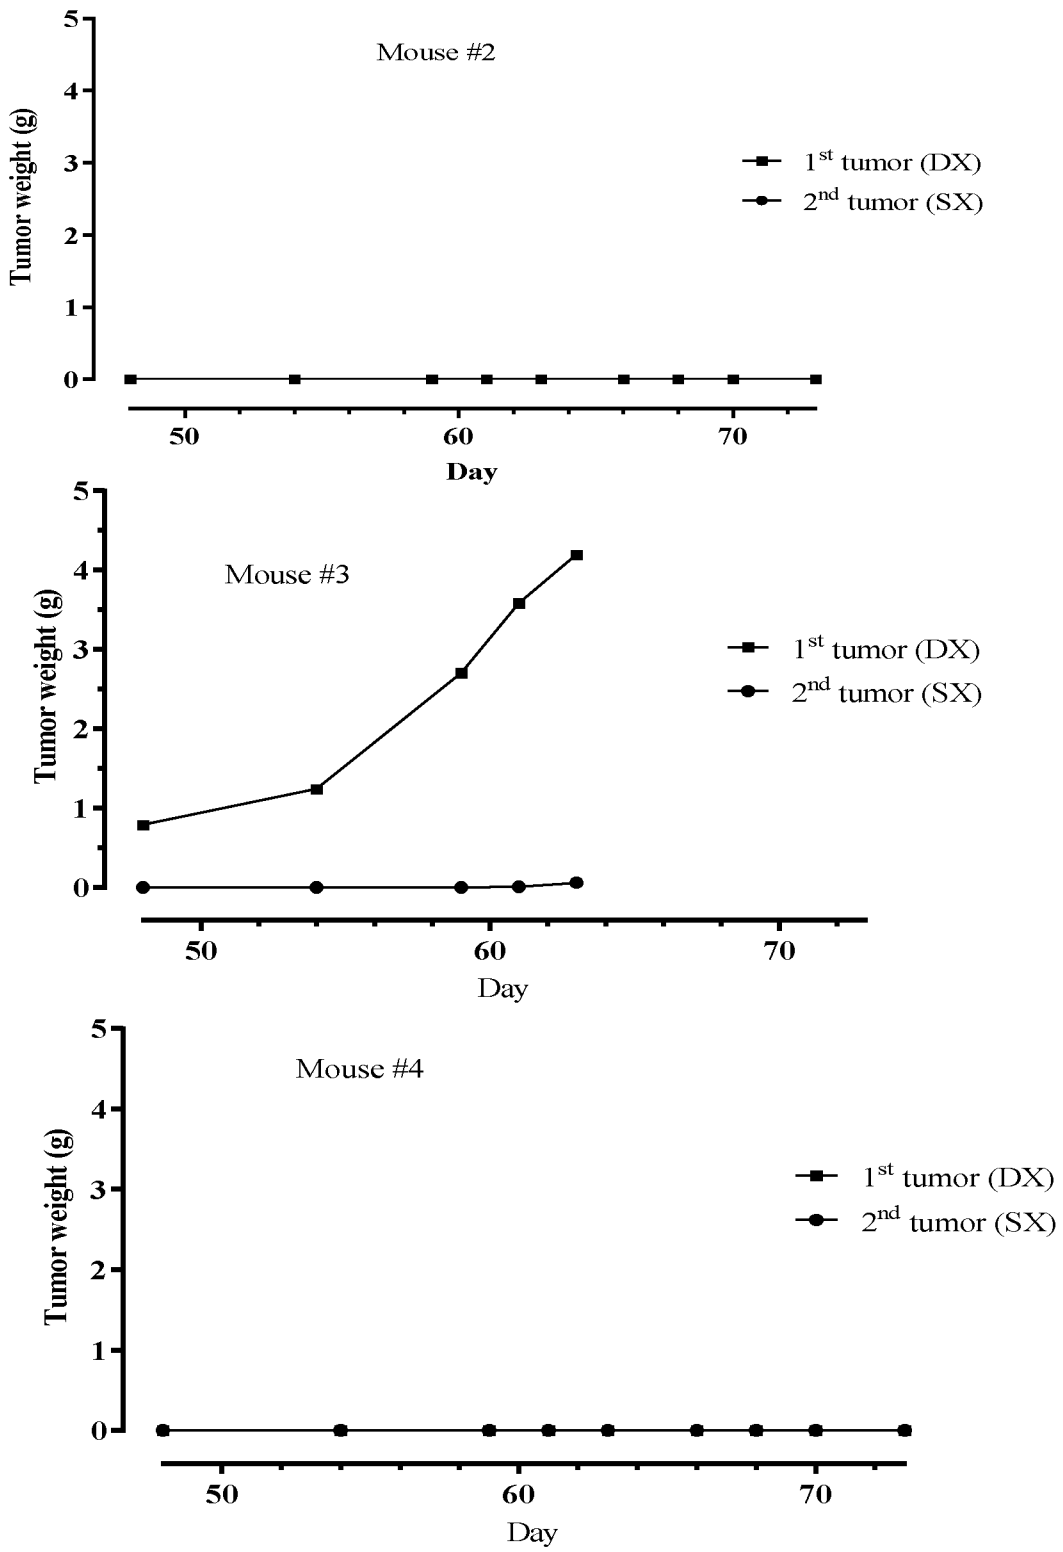 5
Mouse #2
4
3
2
1
0
Tumor weight (g)
1st tumor (DX)
2nd tumor (SX)
50 60 70
Day
5
4
3
2
1
0
Mouse #3
Tumor weight (g)
1st tumor (DX)
2nd tumor (SX)
50 60 70
Day
5
4
3
2
1
0
Mouse #4
Tumor weight (g)
1st tumor (DX)
2nd tumor (SX)
50 60 70
Day